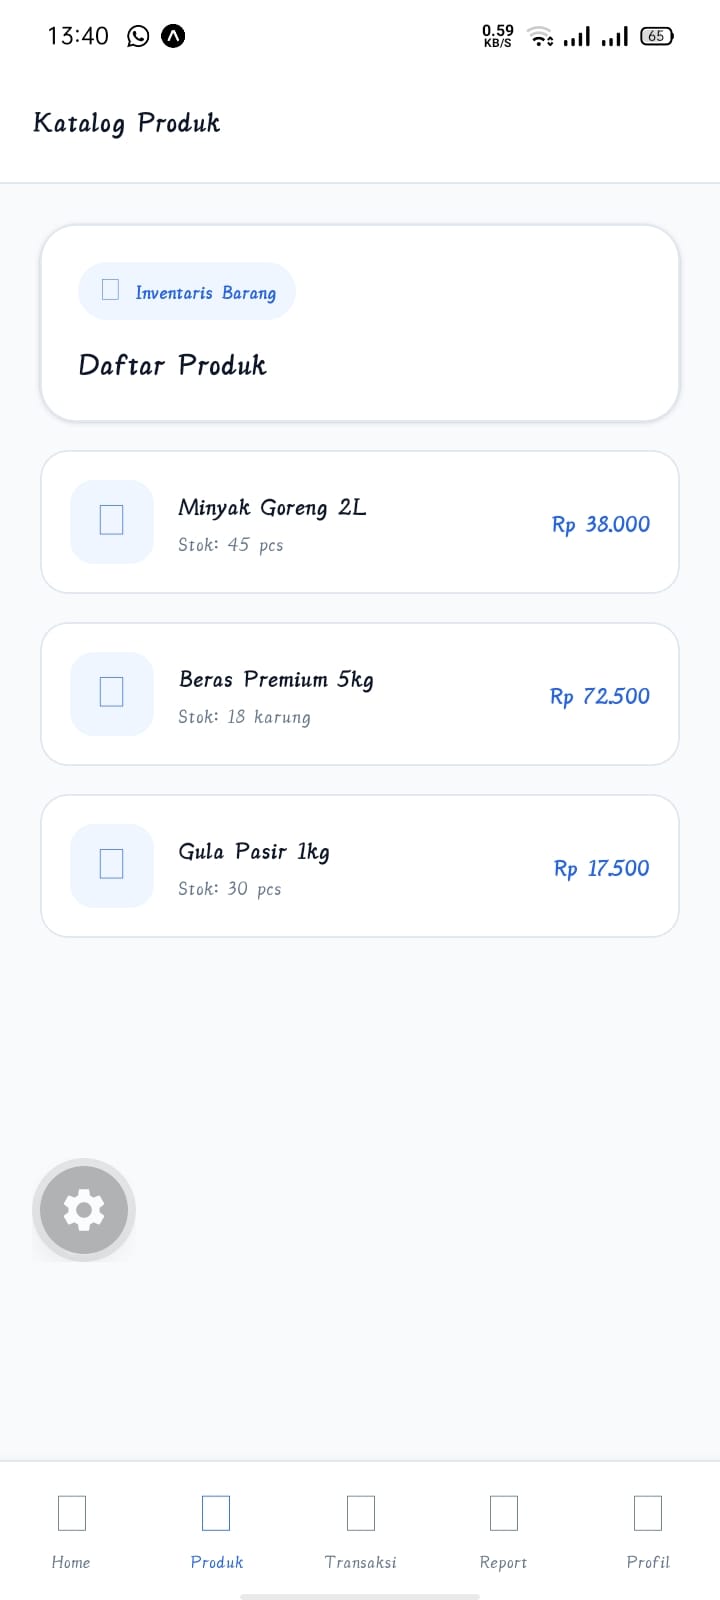 13:40
0.59
KB/S
65
Katalog Produk
Inventaris Barang
Daftar Produk
Minyak Goreng 2L
Stok: 45 pcs
Rp 38.000
Beras Premium 5kg
Stok: 18 karung
Rp 72.500
Gula Pasir 1kg
Stok: 30 pcs
Rp 17.500
Home
Produk
Transaksi
Report
Profil